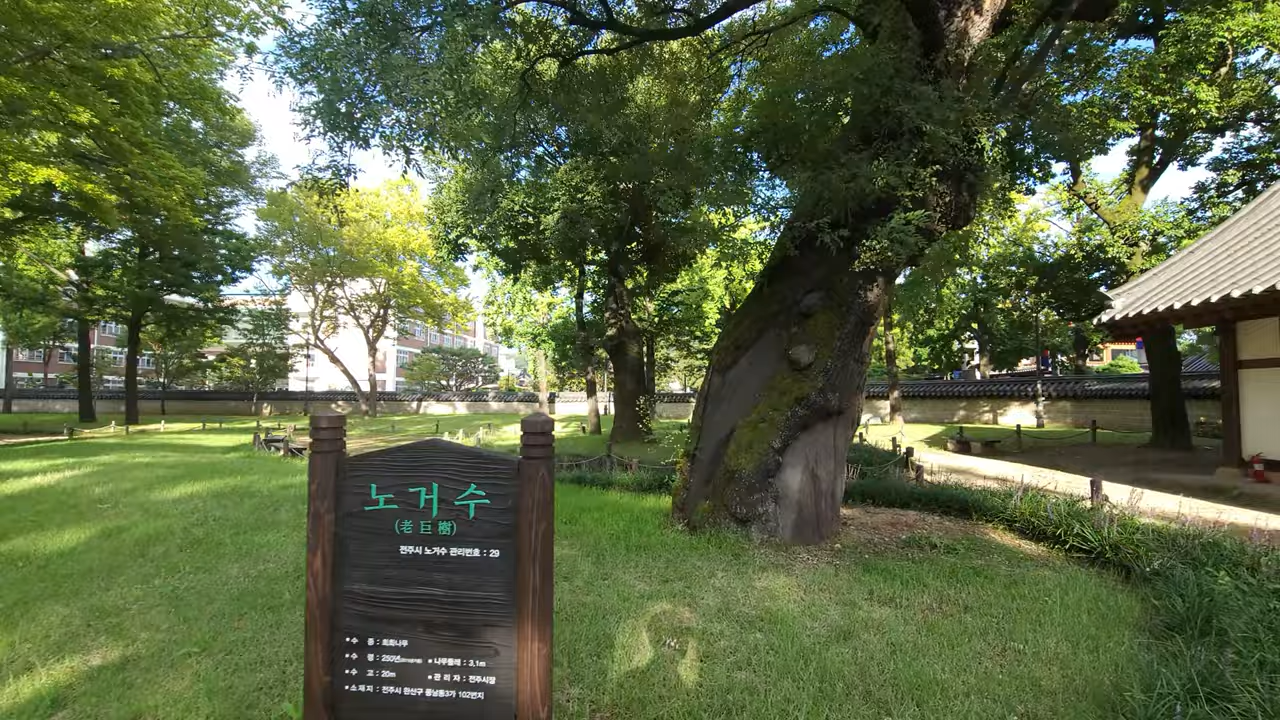 노거수
(老巨樹)
전주시 노거수 관리번호 : 29
수 종 : 회화나무
수 령 : 250년 나무둘레 : 3.1m
수 고 : 20m 관 리 자 : 전주시장
소 재 지 : 전주시 완산구 풍남동3가 102번지